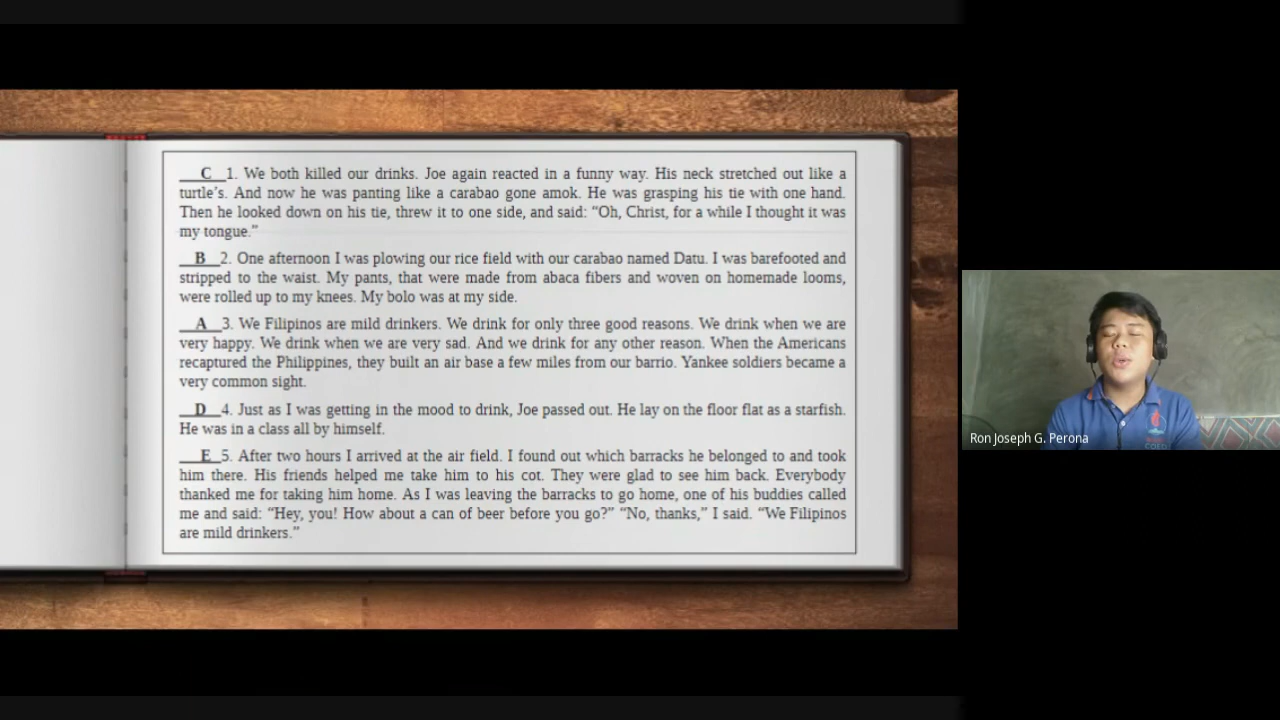 C 1. We both killed our drinks. Joe again reacted in a funny way. His neck stretched out like a
turtle's. And now he was panting like a carabao gone amok. He was grasping his tie with one hand.
Then he looked down on his tie, threw it to one side, and said: “Oh, Christ, for a while I thought it was
my tongue.”
B 2. One afternoon I was plowing our rice field with our carabao named Datu. I was barefooted and
stripped to the waist. My pants, that were made from abaca fibers and woven on homemade looms,
were rolled up to my knees. My bolo was at my side.
A 3. We Filipinos are mild drinkers. We drink for only three good reasons. We drink when we are
very happy. We drink when we are very sad. And we drink for any other reason. When the Americans
recaptured the Philippines, they built an air base a few miles from our barrio. Yankee soldiers became a
very common sight.
D 4. Just as I was getting in the mood to drink, Joe passed out. He lay on the floor flat as a starfish.
He was in a class all by himself.
E 5. After two hours I arrived at the air field. I found out which barracks he belonged to and took
him there. His friends helped me take him to his cot. They were glad to see him back. Everybody
thanked me for taking him home. As I was leaving the barracks to go home, one of his buddies called
me and said: “Hey, you! How about a can of beer before you go?” “No, thanks,” I said. “We Filipinos
are mild drinkers.”
Ron Joseph G. Perona